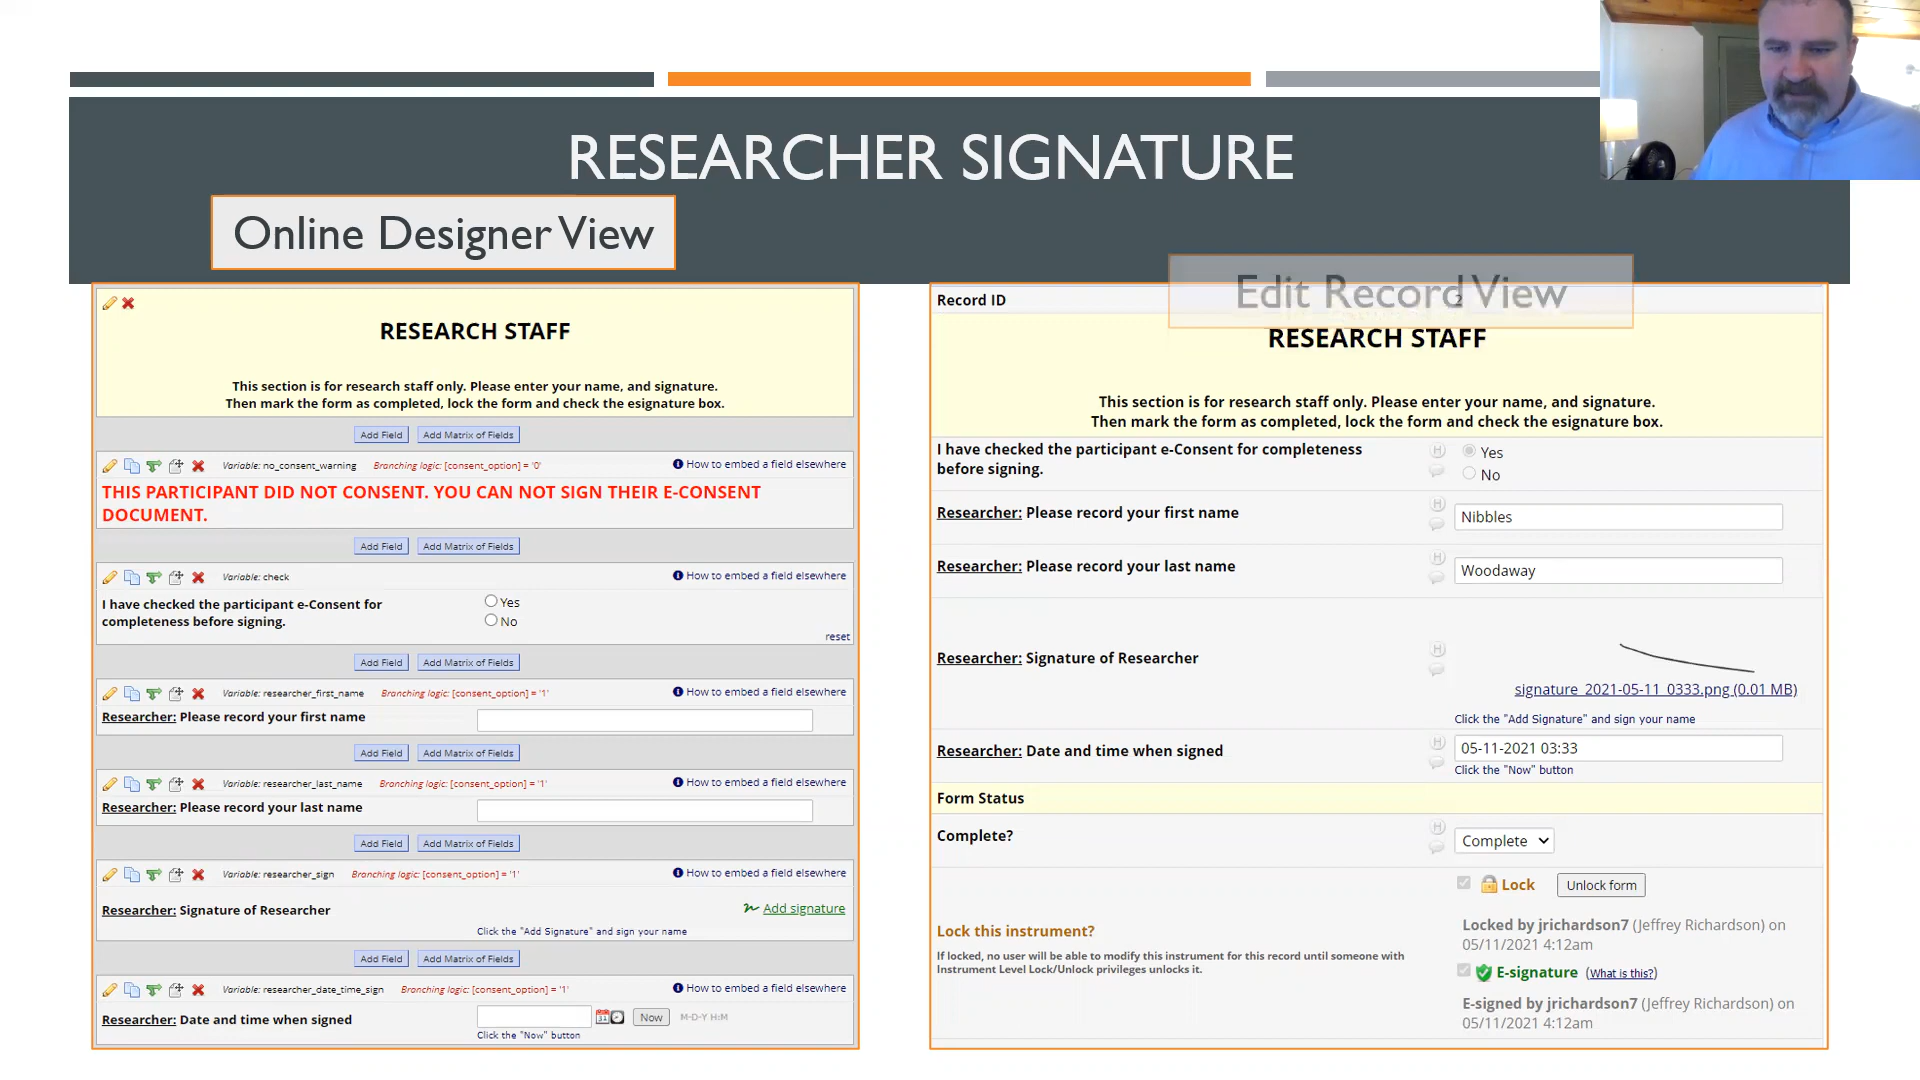 RESEARCHER SIGNATURE
Online Designer View
RESEARCH STAFF
This section is for research staff only. Please enter your name, and signature.
Then mark the form as completed, lock the form and check the esignature box.
Add Field Add Matrix of Fields
Variable: no_consent_warning Branching logic: [consent_option] = '0' How to embed a field elsewhere
THIS PARTICIPANT DID NOT CONSENT. YOU CAN NOT SIGN THEIR E-CONSENT
DOCUMENT.
Add Field Add Matrix of Fields
Variable: check How to embed a field elsewhere
I have checked the participant e-Consent for
completeness before signing.
Yes
No
reset
Add Field Add Matrix of Fields
Variable: researcher_first_name Branching logic: [consent_option] = '1' How to embed a field elsewhere
Researcher: Please record your first name
Add Field Add Matrix of Fields
Variable: researcher_last_name Branching logic: [consent_option] = '1' How to embed a field elsewhere
Researcher: Please record your last name
Add Field Add Matrix of Fields
Variable: researcher_sign Branching logic: [consent_option] = '1' How to embed a field elsewhere
Researcher: Signature of Researcher
Add signature
Click the "Add Signature" and sign your name
Add Field Add Matrix of Fields
Variable: researcher_date_time_sign Branching logic: [consent_option] = '1' How to embed a field elsewhere
Researcher: Date and time when signed
31 Now M-D-Y H:M
Click the "Now" button
Edit Record View
Record ID 2
RESEARCH STAFF
This section is for research staff only. Please enter your name, and signature.
Then mark the form as completed, lock the form and check the esignature box.
I have checked the participant e-Consent for completeness
before signing.
H Yes
No
Researcher: Please record your first name H Nibbles
Researcher: Please record your last name H Woodaway
Researcher: Signature of Researcher H
signature_2021-05-11_0333.png (0.01 MB)
Click the "Add Signature" and sign your name
Researcher: Date and time when signed H 05-11-2021 03:33
Click the "Now" button
Form Status
Complete? H Complete
Lock this instrument?
If locked, no user will be able to modify this instrument for this record until someone with
Instrument Level Lock/Unlock privileges unlocks it.
Lock Unlock form
Locked by jrichardson7 (Jeffrey Richardson) on
05/11/2021 4:12am
E-signature (What is this?)
E-signed by jrichardson7 (Jeffrey Richardson) on
05/11/2021 4:12am